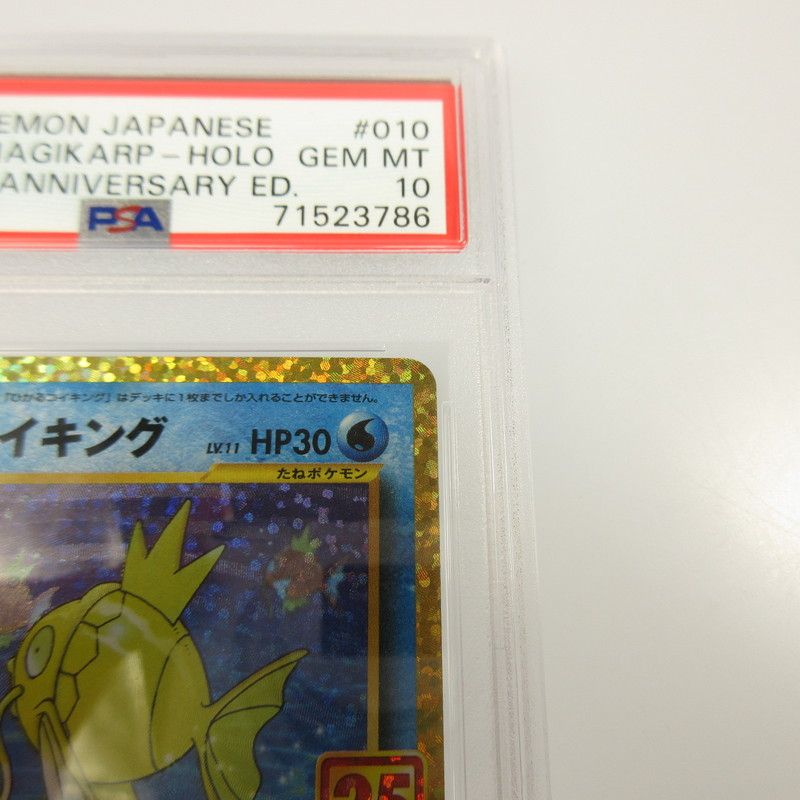 EMON JAPANESE #010
MAGIKARP-HOLO GEM MT
ANNIVERSARY ED. 10
PSA 71523786
「ひかるコイキング」はデッキに1枚までしか入れることができません。
イキング LV.11 HP30
たねポケモン
25